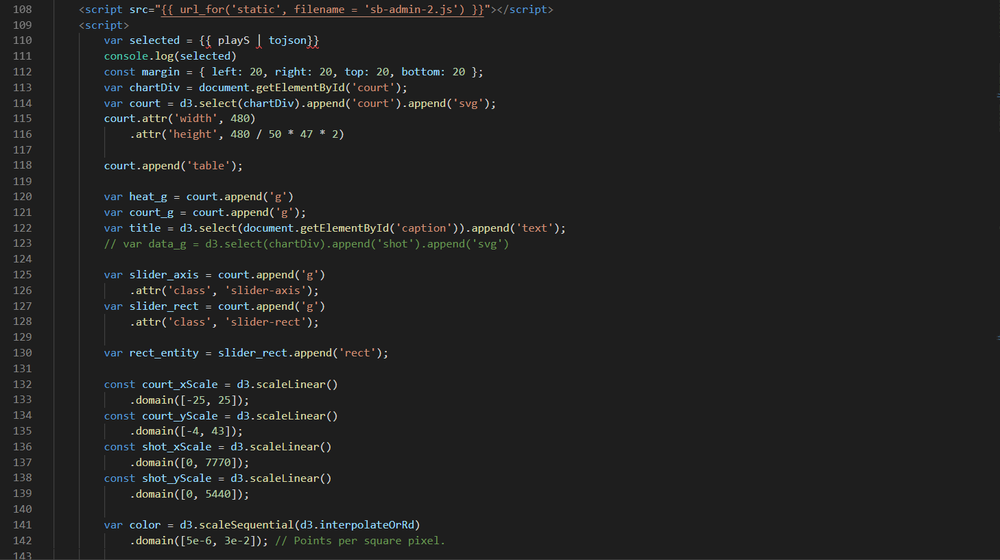 108 <script src="{{ url_for('static', filename = 'sb-admin-2.js') }}"></script>
109 <script>
110 var selected = {{ playS | tojson}}
111 console.log(selected)
112 const margin = { left: 20, right: 20, top: 20, bottom: 20 };
113 var chartDiv = document.getElementById('court');
114 var court = d3.select(chartDiv).append('court').append('svg');
115 court.attr('width', 480)
116 .attr('height', 480 / 50 * 47 * 2)
117
118 court.append('table');
119
120 var heat_g = court.append('g')
121 var court_g = court.append('g');
122 var title = d3.select(document.getElementById('caption')).append('text');
123 // var data_g = d3.select(chartDiv).append('shot').append('svg')
124
125 var slider_axis = court.append('g')
126 .attr('class', 'slider-axis');
127 var slider_rect = court.append('g')
128 .attr('class', 'slider-rect');
129
130 var rect_entity = slider_rect.append('rect');
131
132 const court_xScale = d3.scaleLinear()
133 .domain([-25, 25]);
134 const court_yScale = d3.scaleLinear()
135 .domain([-4, 43]);
136 const shot_xScale = d3.scaleLinear()
137 .domain([0, 7770]);
138 const shot_yScale = d3.scaleLinear()
139 .domain([0, 5440]);
140
141 var color = d3.scaleSequential(d3.interpolateOrRd)
142 .domain([5e-6, 3e-2]); // Points per square pixel.
143